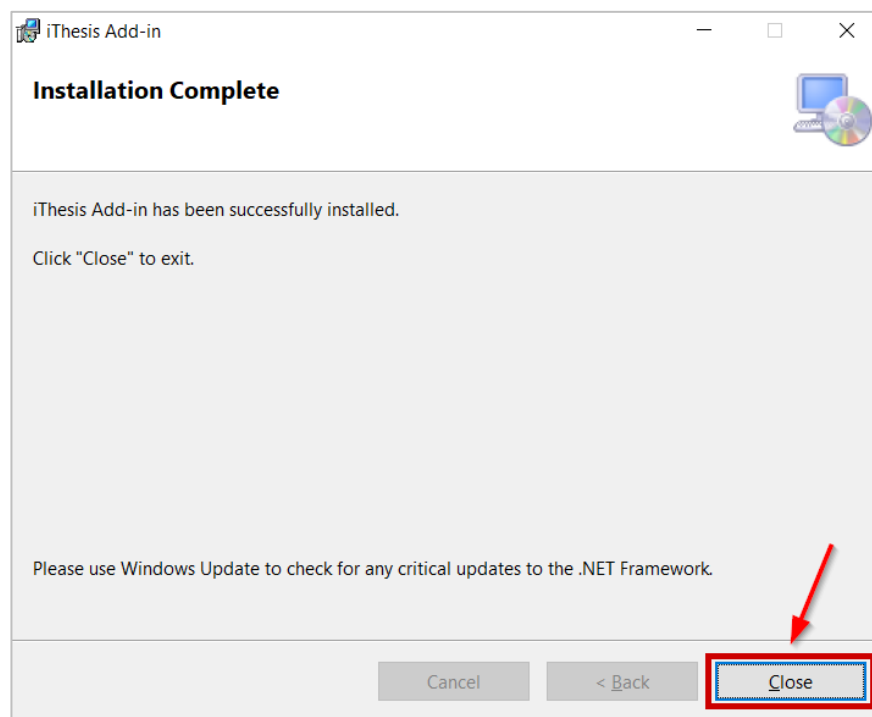 iThesis Add-in
Installation Complete
iThesis Add-in has been successfully installed.
Click "Close" to exit.
Please use Windows Update to check for any critical updates to the .NET Framework.
Cancel
< Back
Close